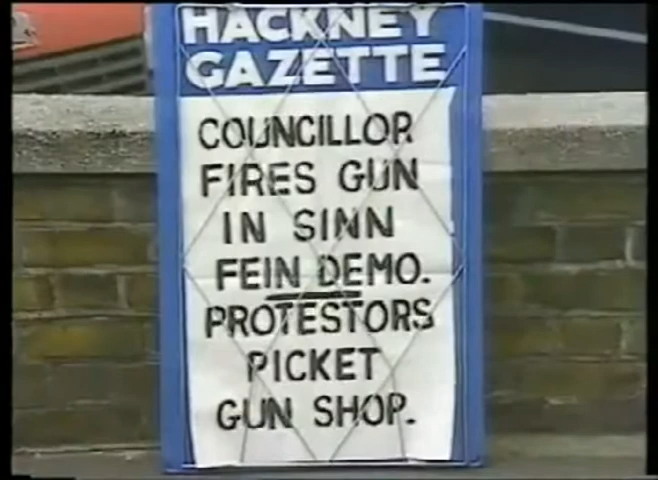 HACKNEY
GAZETTE
COUNCILLOR
FIRES GUN
IN SINN
FEIN DEMO.
PROTESTORS
PICKET
GUN SHOP.